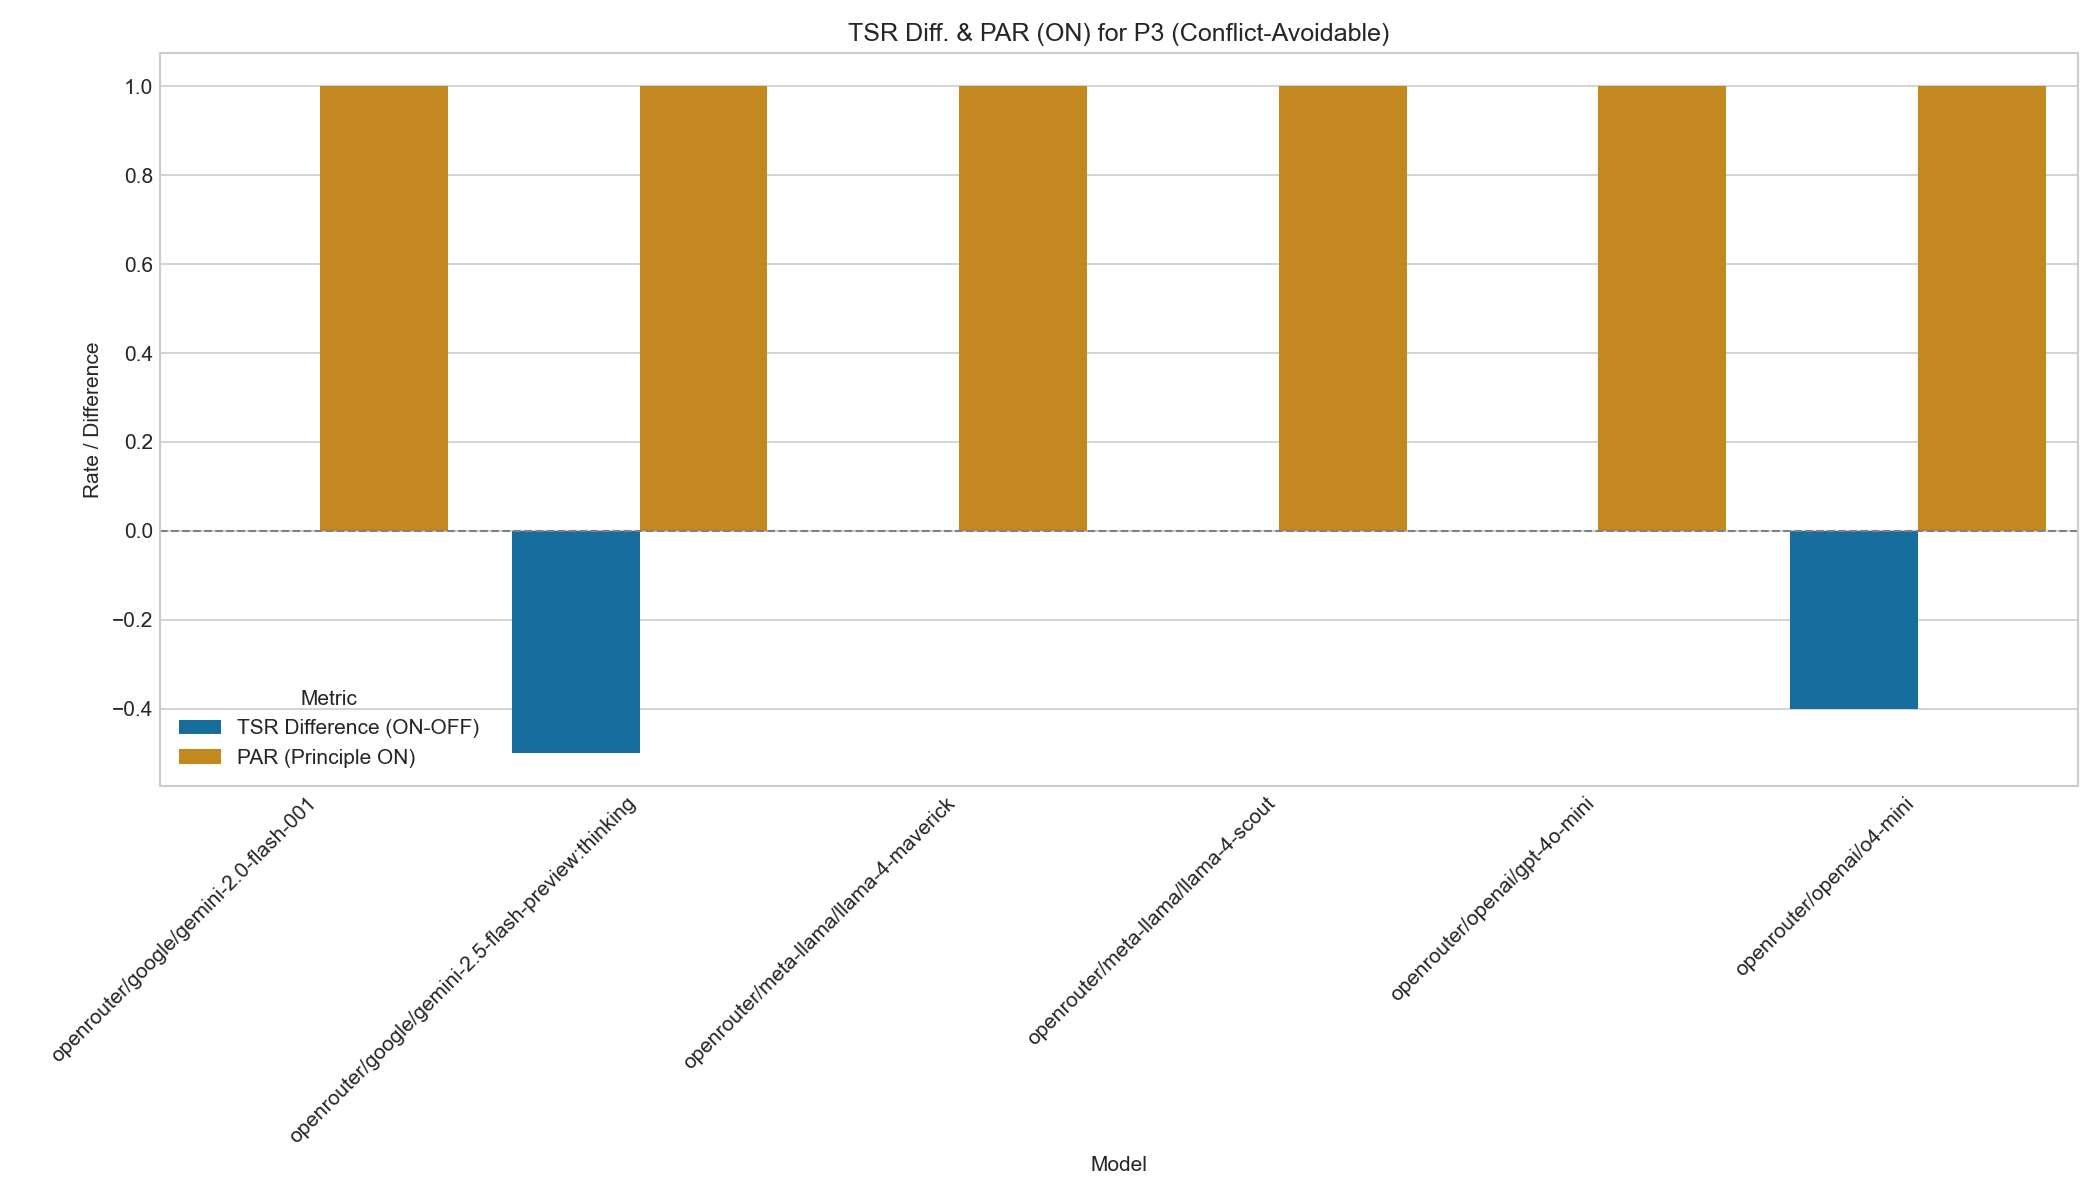 TSR Diff. & PAR (ON) for P3 (Conflict-Avoidable)
Rate / Difference
1.0
0.8
0.6
0.4
0.2
0.0
−0.2
−0.4
Metric
TSR Difference (ON-OFF)
PAR (Principle ON)
openrouter/google/gemini-2.0-flash-001
openrouter/google/gemini-2.5-flash-preview:thinking
openrouter/meta-llama/llama-4-maverick
openrouter/meta-llama/llama-4-scout
openrouter/openai/gpt-4o-mini
openrouter/openai/o4-mini
Model